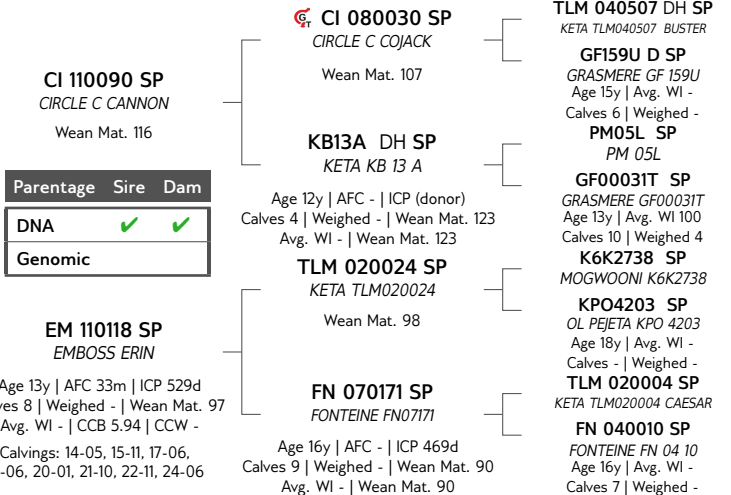 CI 110090 SP
CIRCLE C CANNON
Wean Mat. 116
Parentage Sire Dam
DNA ✔ ✔
Genomic
EM 110118 SP
EMBOSS ERIN
Age 13y | AFC 33m | ICP 529d
es 8 | Weighed - | Wean Mat. 97
Avg. WI - | CCB 5.94 | CCW -
Calvings: 14-05, 15-11, 17-06,
-06, 20-01, 21-10, 22-11, 24-06
CI 080030 SP
CIRCLE C COJACK
Wean Mat. 107
KB13A DH SP
KETA KB 13 A
Age 12y | AFC - | ICP (donor)
Calves 4 | Weighed - | Wean Mat. 123
Avg. WI - | Wean Mat. 123
TLM 020024 SP
KETA TLM020024
Wean Mat. 98
FN 070171 SP
FONTEINE FN07171
Age 16y | AFC - | ICP 469d
Calves 9 | Weighed - | Wean Mat. 90
Avg. WI - | Wean Mat. 90
TLM 040507 DH SP
KETA TLM040507 BUSTER
GF159U D SP
GRASMERE GF 159U
Age 15y | Avg. WI -
Calves 6 | Weighed -
PM05L SP
PM 05L
GF00031T SP
GRASMERE GF00031T
Age 13y | Avg. WI 100
Calves 10 | Weighed 4
K6K2738 SP
MOGWOONI K6K2738
KPO4203 SP
OL PEJETA KPO 4203
Age 18y | Avg. WI -
Calves - | Weighed -
TLM 020004 SP
KETA TLM020004 CAESAR
FN 040010 SP
FONTEINE FN 04 10
Age 16y | Avg. WI -
Calves 7 | Weighed -